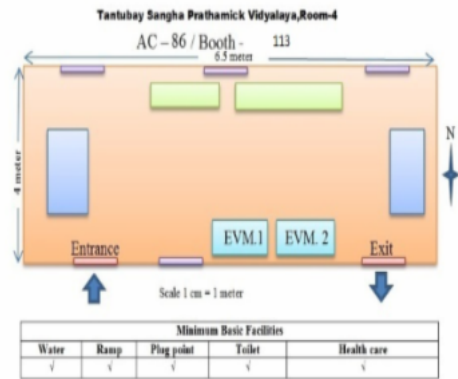 Tantubay Sangha Prathamick Vidyalaya,Room-4
AC – 86 / Booth - 113
6.5 meter
4 meter
N
EVM.1
EVM. 2
Entrance
Exit
Scale 1 cm = 1 meter
Minimum Basic Facilities
Water Ramp Plug point Toilet Health care
√ √ √ √ √